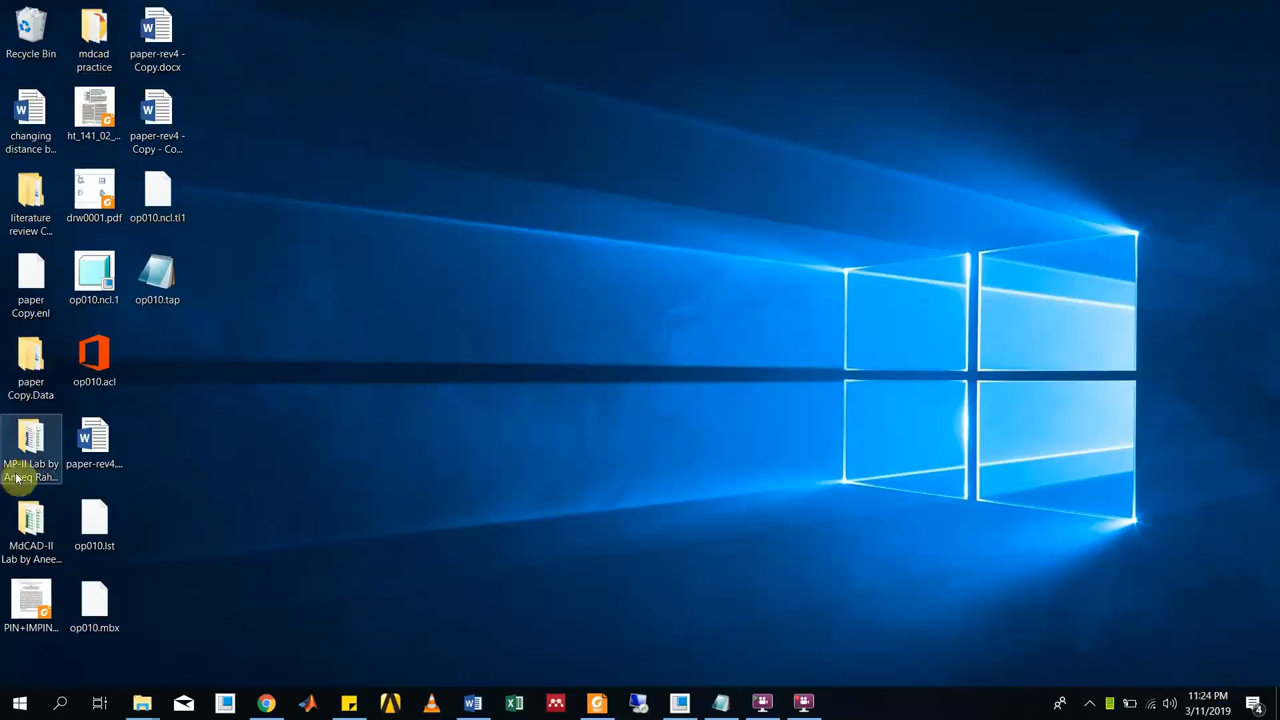 Recycle Bin
mdcad
practice
paper-rev4 -
Copy.docx
changing
distance b...
ht_141_02_...
paper-rev4 -
Copy - Co...
literature
review C...
drw0001.pdf
op010.ncl.tl1
paper
Copy.enl
op010.ncl.1
op010.tap
paper
Copy.Data
op010.acl
MP-II Lab by
Aneeq Rah...
paper-rev4....
MdCAD-II
Lab by Anee...
op010.lst
PIN+IMPIN...
op010.mbx
11:24 PM
3/11/2019
4